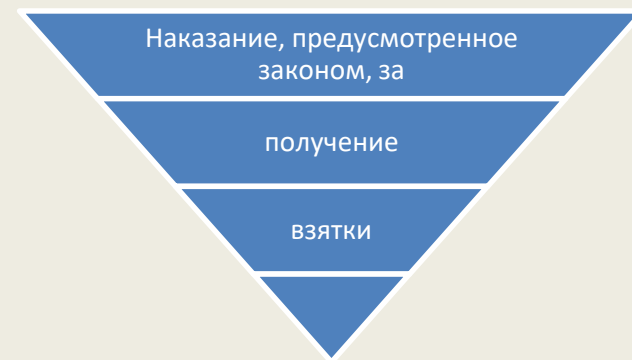 Наказание, предусмотренное
законом, за
получение
взятки